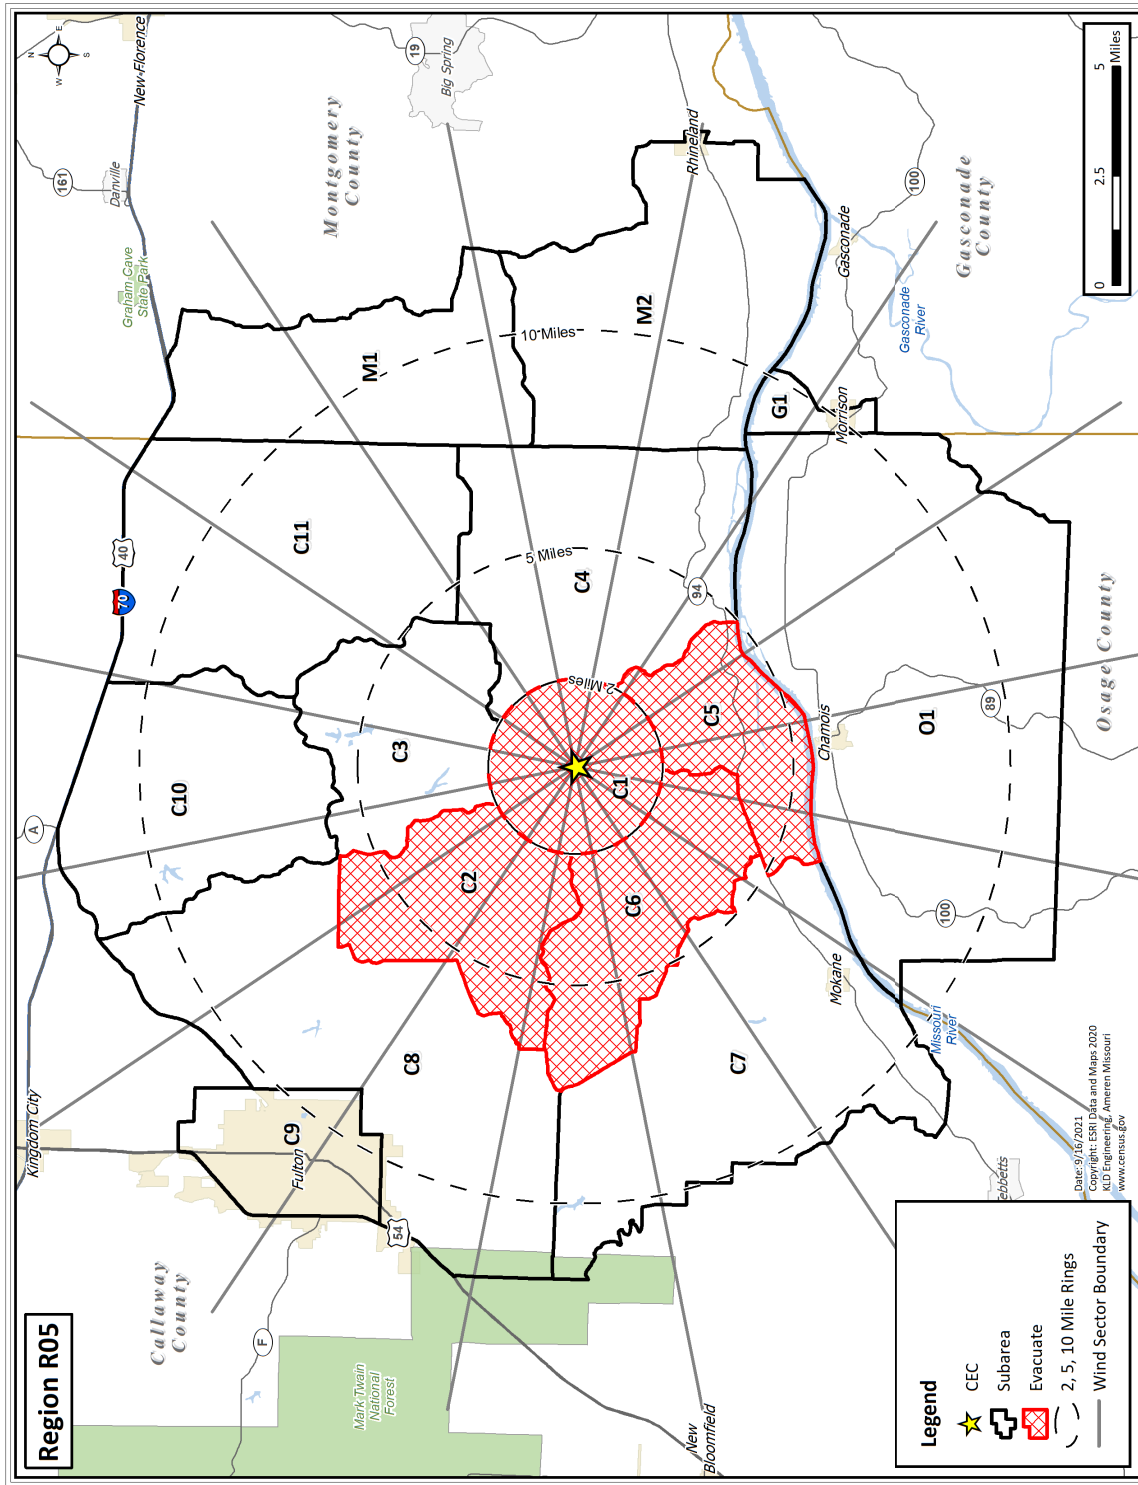 Region R05
N
E
S
W
New Florence
19
Big Spring
161
Danville
Montgomery
County
Graham Cave
State Park
Rhineland
100
Gasconade
Gasconade
County
Gasconade
River
0
2.5
5
Miles
M1
10 Miles
M2
G1
Morrison
40
70
C11
5 Miles
C4
94
Osage County
2 Miles
C3
C10
C5
Chamois
O1
89
A
C1
C2
C6
100
Mokane
Missouri
River
C8
C7
Kingdom City
C9
Fulton
54
Callaway
County
F
Mark Twain
National
Forest
New
Bloomfield
Tebbetts
Date: 9/16/2021
Copyright: ESRI Data and Maps 2020
KLD Engineering, Ameren Missouri
www.census.gov
Legend
CEC
Subarea
Evacuate
2, 5, 10 Mile Rings
Wind Sector Boundary